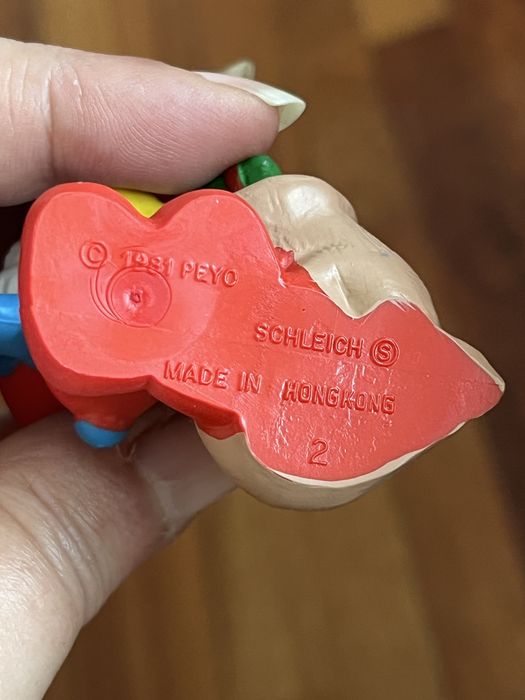 © 1981 PEYO
SCHLEICH Ⓢ
MADE IN HONGKONG
2